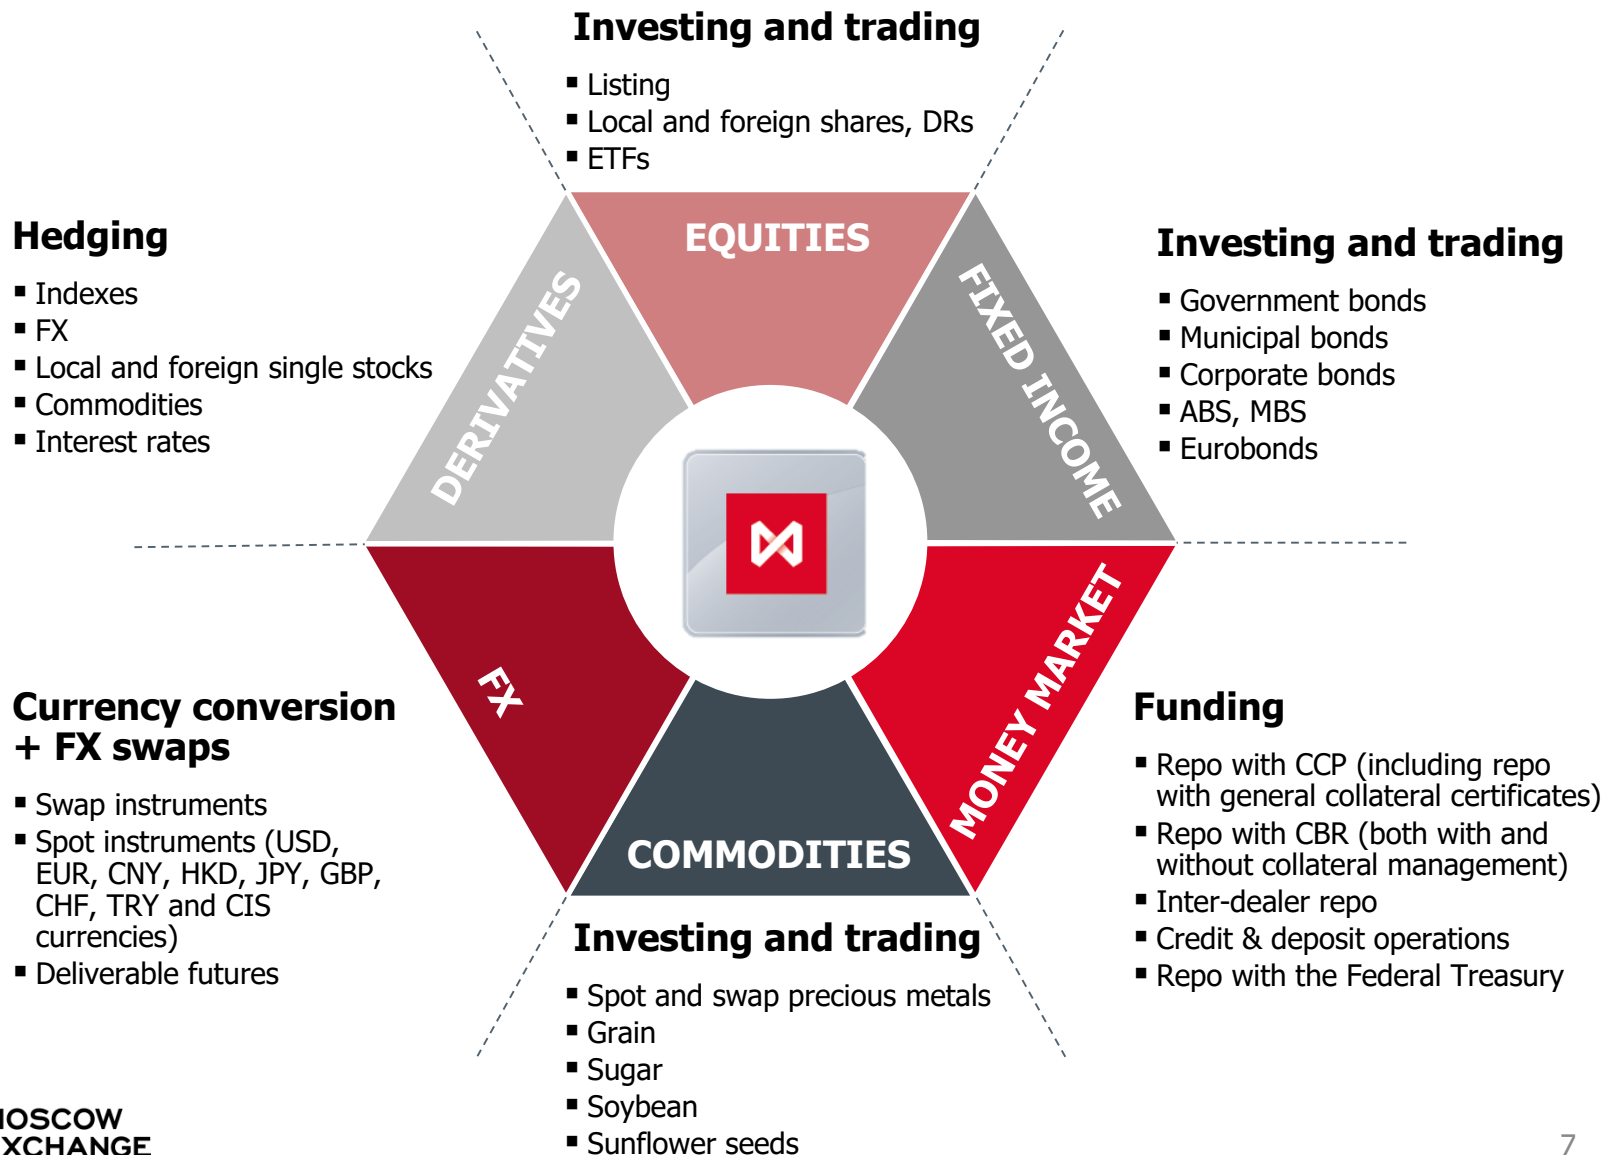 Investing and trading
▪ Listing
▪ Local and foreign shares, DRs
▪ ETFs
EQUITIES
Hedging
▪ Indexes
▪ FX
▪ Local and foreign single stocks
▪ Commodities
▪ Interest rates
DERIVATIVES
FIXED INCOME
Investing and trading
▪ Government bonds
▪ Municipal bonds
▪ Corporate bonds
▪ ABS, MBS
▪ Eurobonds
FX
Currency conversion
+ FX swaps
▪ Swap instruments
▪ Spot instruments (USD,
EUR, CNY, HKD, JPY, GBP,
CHF, TRY and CIS
currencies)
▪ Deliverable futures
COMMODITIES
Investing and trading
▪ Spot and swap precious metals
▪ Grain
▪ Sugar
▪ Soybean
▪ Sunflower seeds
MONEY MARKET
Funding
▪ Repo with CCP (including repo
with general collateral certificates)
▪ Repo with CBR (both with and
without collateral management)
▪ Inter-dealer repo
▪ Credit & deposit operations
▪ Repo with the Federal Treasury
MOSCOW
EXCHANGE
7